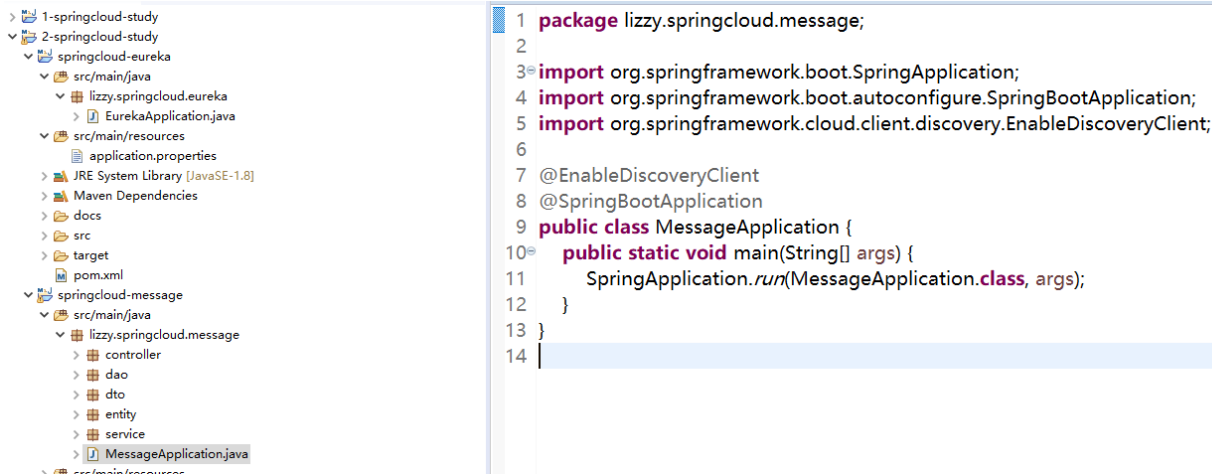 1-springcloud-study
2-springcloud-study
springcloud-eureka
src/main/java
lizzy.springcloud.eureka
EurekaApplication.java
src/main/resources
application.properties
JRE System Library [JavaSE-1.8]
Maven Dependencies
docs
src
target
pom.xml
springcloud-message
src/main/java
lizzy.springcloud.message
controller
dao
dto
entity
service
MessageApplication.java
src/main/resources
1 package lizzy.springcloud.message;
2
3 import org.springframework.boot.SpringApplication;
4 import org.springframework.boot.autoconfigure.SpringBootApplication;
5 import org.springframework.cloud.client.discovery.EnableDiscoveryClient;
6
7 @EnableDiscoveryClient
8 @SpringBootApplication
9 public class MessageApplication {
10 public static void main(String[] args) {
11 SpringApplication.run(MessageApplication.class, args);
12 }
13 }
14